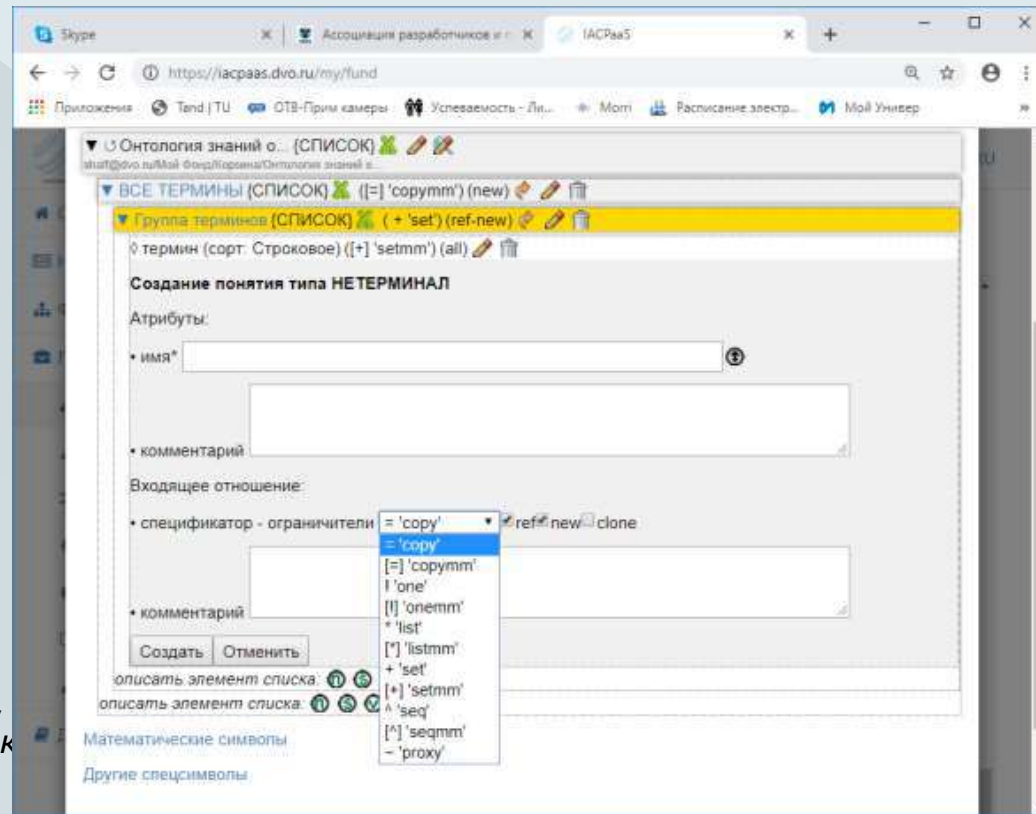 Skype
Ассоциация разработчиков и
IACPaaS
https://iacpaas.dvo.ru/my/fund
Приложения Tand | TU ОТВ-Прим камеры Успеваемость - Ли... Morri Расписание электр... Мой Универ
Онтология знаний о... {СПИСОК}
ВСЕ ТЕРМИНЫ {СПИСОК} ([=] 'copymm') (new)
Группа терминов {СПИСОК} ( + 'set') (ref-new)
термин (сорт: Строковое) ([+] 'setmm') (all)
Создание понятия типа НЕТЕРМИНАЛ
Атрибуты:
• имя*
• комментарий
Входящее отношение:
• спецификатор - ограничители = 'copy' ref new clone
= 'copy'
[=] 'copymm'
! 'one'
[!] 'onemm'
* 'list'
[*] 'listmm'
+ 'set'
[+] 'setmm'
^ 'seq'
[^] 'seqmm'
~ 'proxy'
• комментарий
Создать Отменить
описать элемент списка:
описать элемент списка:
Математические символы
Другие спецсимволы